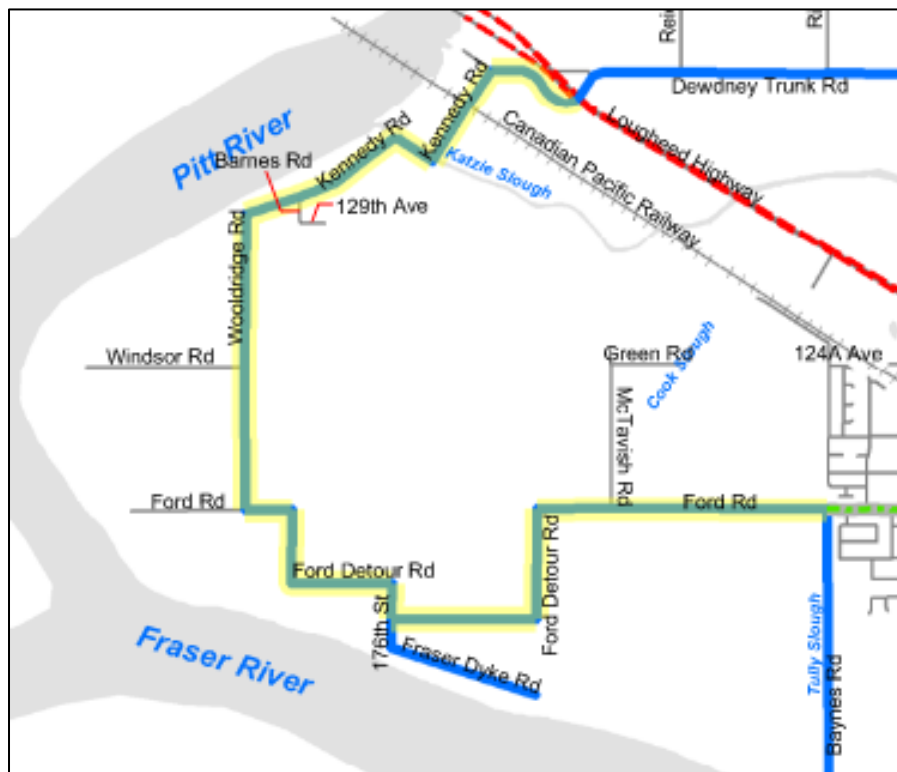 Rei
Ri
Dewdney Trunk Rd
Kennedy Rd
Lougheed Highway
Canadian Pacific Railway
Pitt River
Kennedy Rd
Barnes Rd
Katzie Slough
129th Ave
Wooldridge Rd
Windsor Rd
Green Rd
124A Ave
Cook Slough
McTavish Rd
Ford Rd
Ford Rd
Ford Detour Rd
Ford Detour Rd
176th St
Fraser River
Fraser Dyke Rd
Tully Slough
Baynes Rd